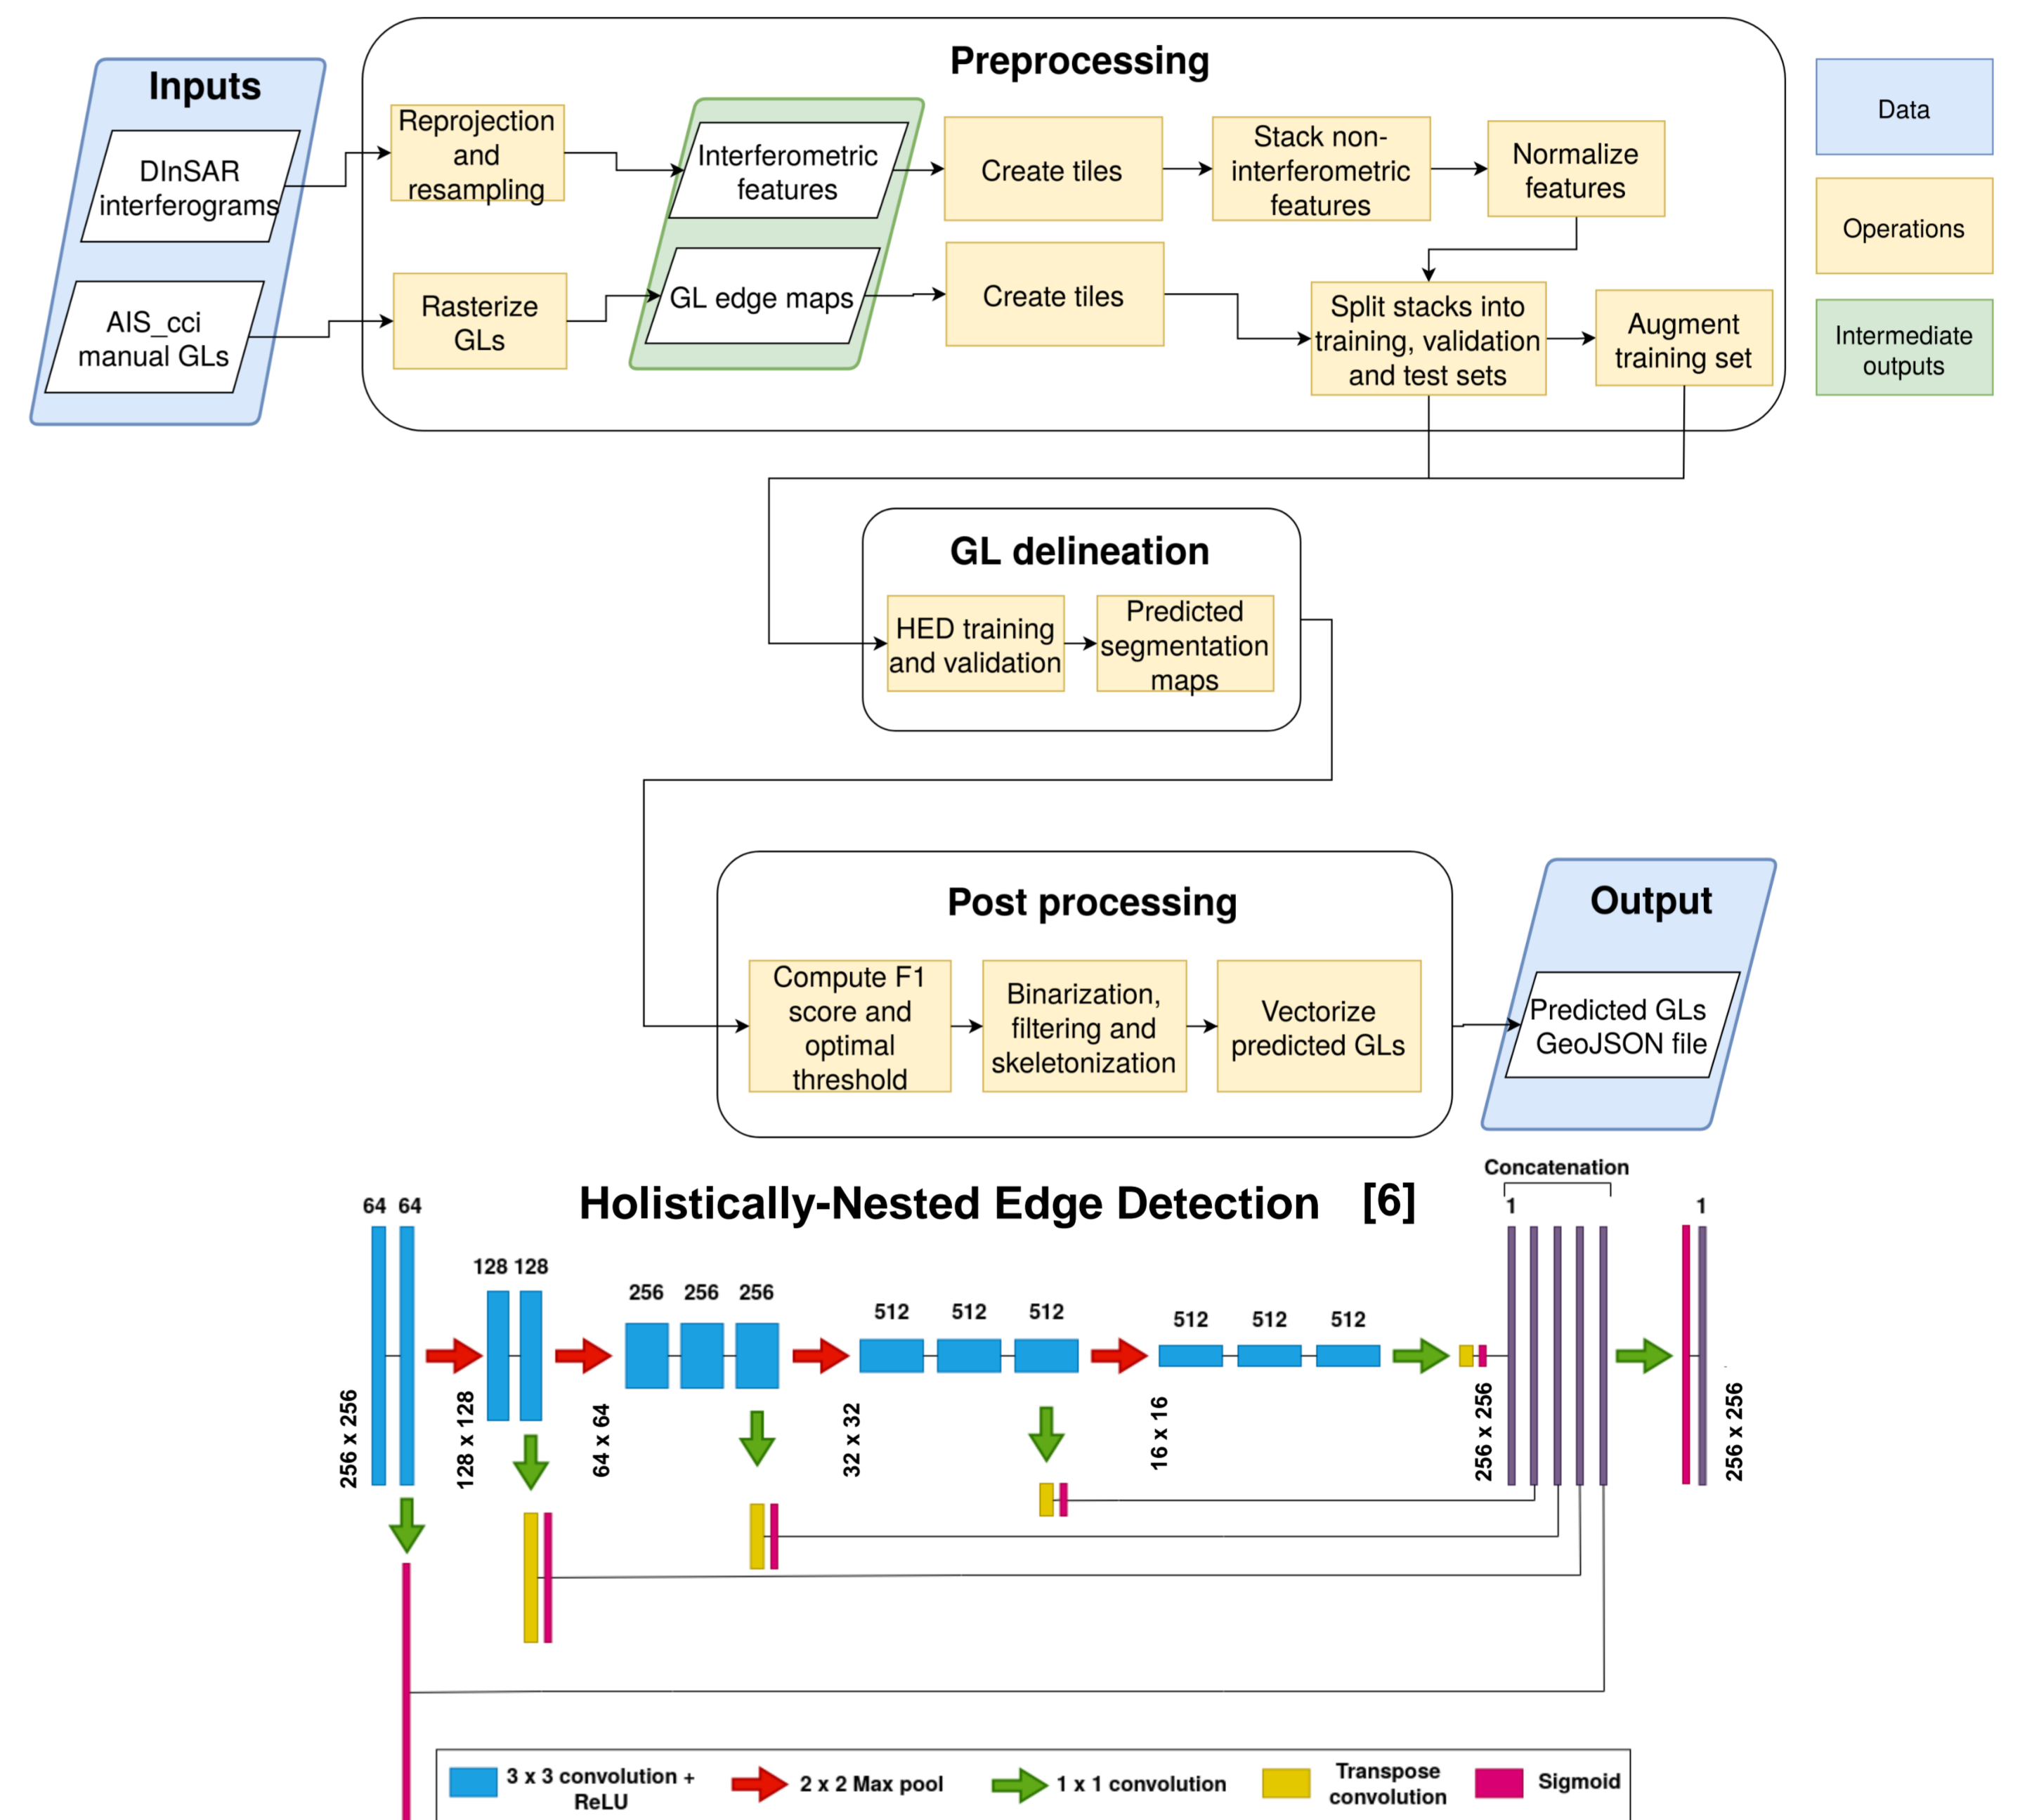 Preprocessing
Inputs
DInSAR
interferograms
AIS_cci
manual GLs
Reprojection
and
resampling
Interferometric
features
Create tiles
Stack non-
interferometric
features
Normalize
features
Rasterize
GLs
GL edge maps
Create tiles
Split stacks into
training, validation
and test sets
Augment
training set
Data
Operations
Intermediate
outputs
GL delineation
HED training
and validation
Predicted
segmentation
maps
Post processing
Compute F1
score and
optimal
threshold
Binarization,
filtering and
skeletonization
Vectorize
predicted GLs
Output
Predicted GLs
GeoJSON file
Holistically-Nested Edge Detection [6]
Concatenation
64 64
128 128
256 256 256
512 512 512
512 512 512
1
1
256 x 256
128 x 128
64 x 64
32 x 32
16 x 16
256 x 256
256 x 256
3 x 3 convolution +
ReLU
2 x 2 Max pool
1 x 1 convolution
Transpose
convolution
Sigmoid